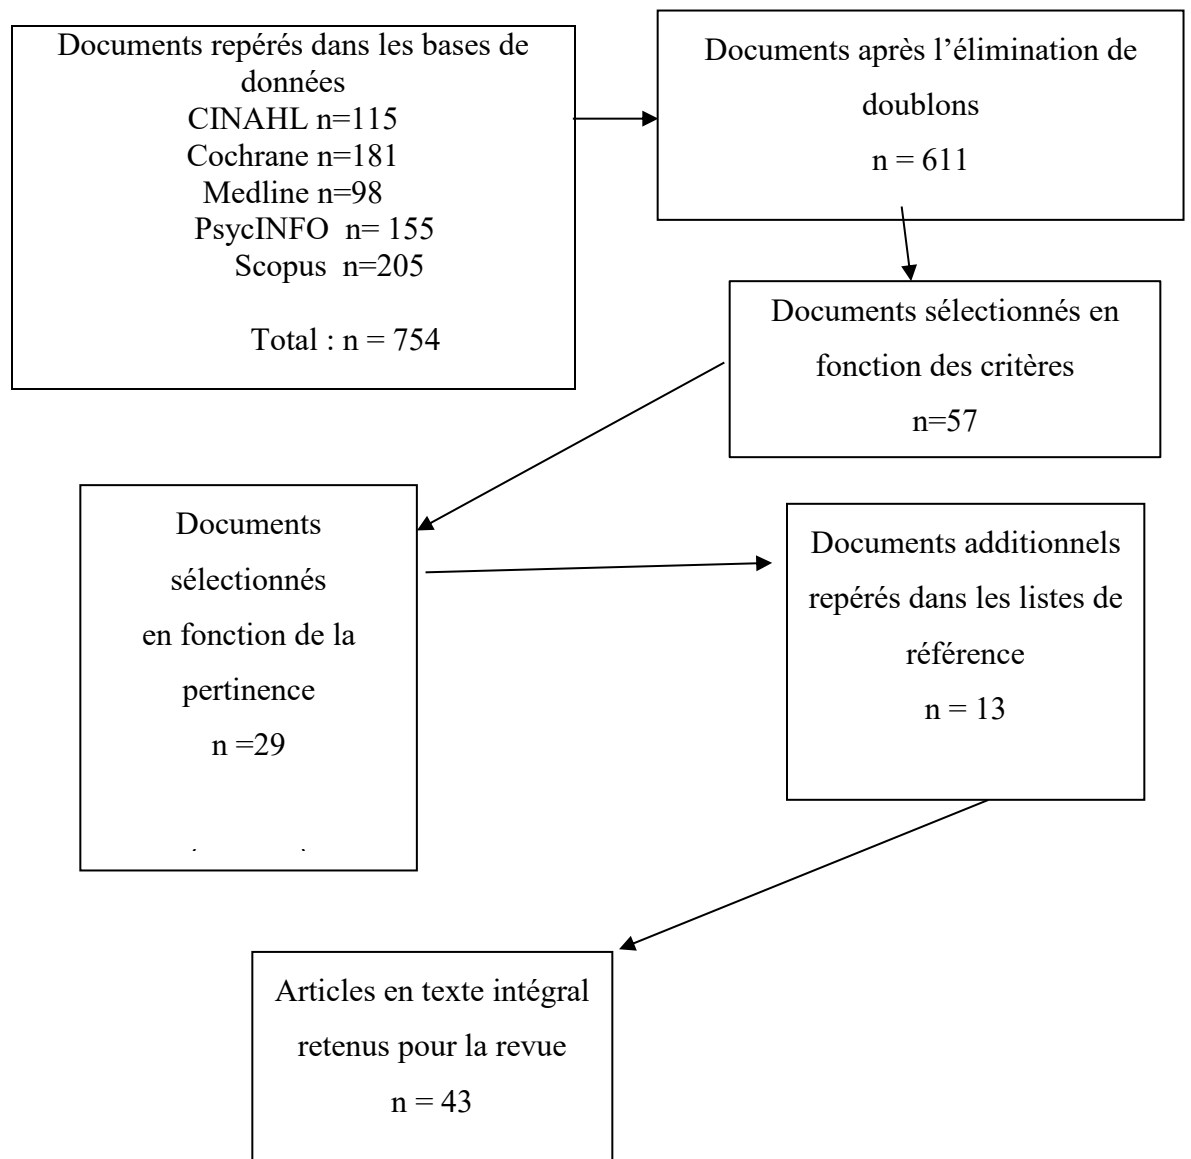 Documents repérés dans les bases de
données
CINAHL n=115
Cochrane n=181
Medline n=98
PsycINFO n= 155
Scopus n=205
Total : n = 754
Documents après l’élimination de
doublons
n = 611
Documents sélectionnés en
fonction des critères
n=57
Documents
sélectionnés
en fonction de la
pertinence
n =29
Documents additionnels
repérés dans les listes de
référence
n = 13
Articles en texte intégral
retenus pour la revue
n = 43